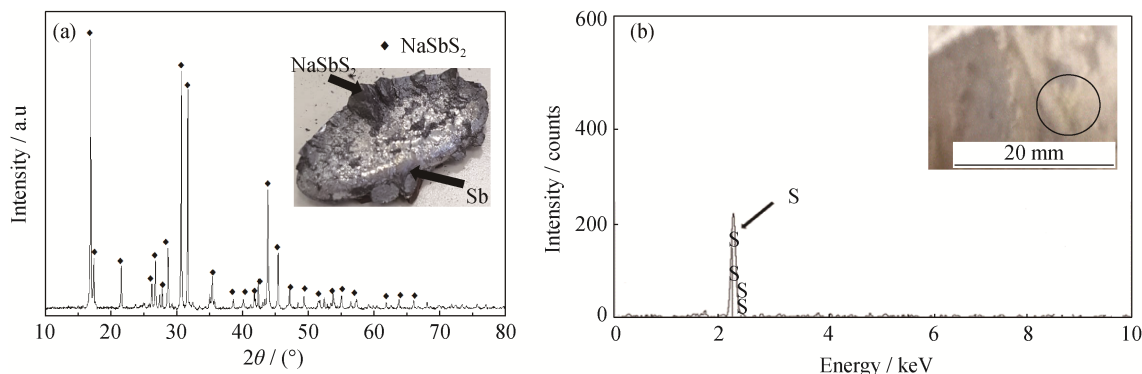 (a)
◆ NaSbS₂
NaSbS₂
Sb
Intensity / a.u
10 20 30 40 50 60 70 80
2θ / (°)
(b)
600
400
200
0
Intensity / counts
S
S
S
S
S
20 mm
0 2 4 6 8 10
Energy / keV